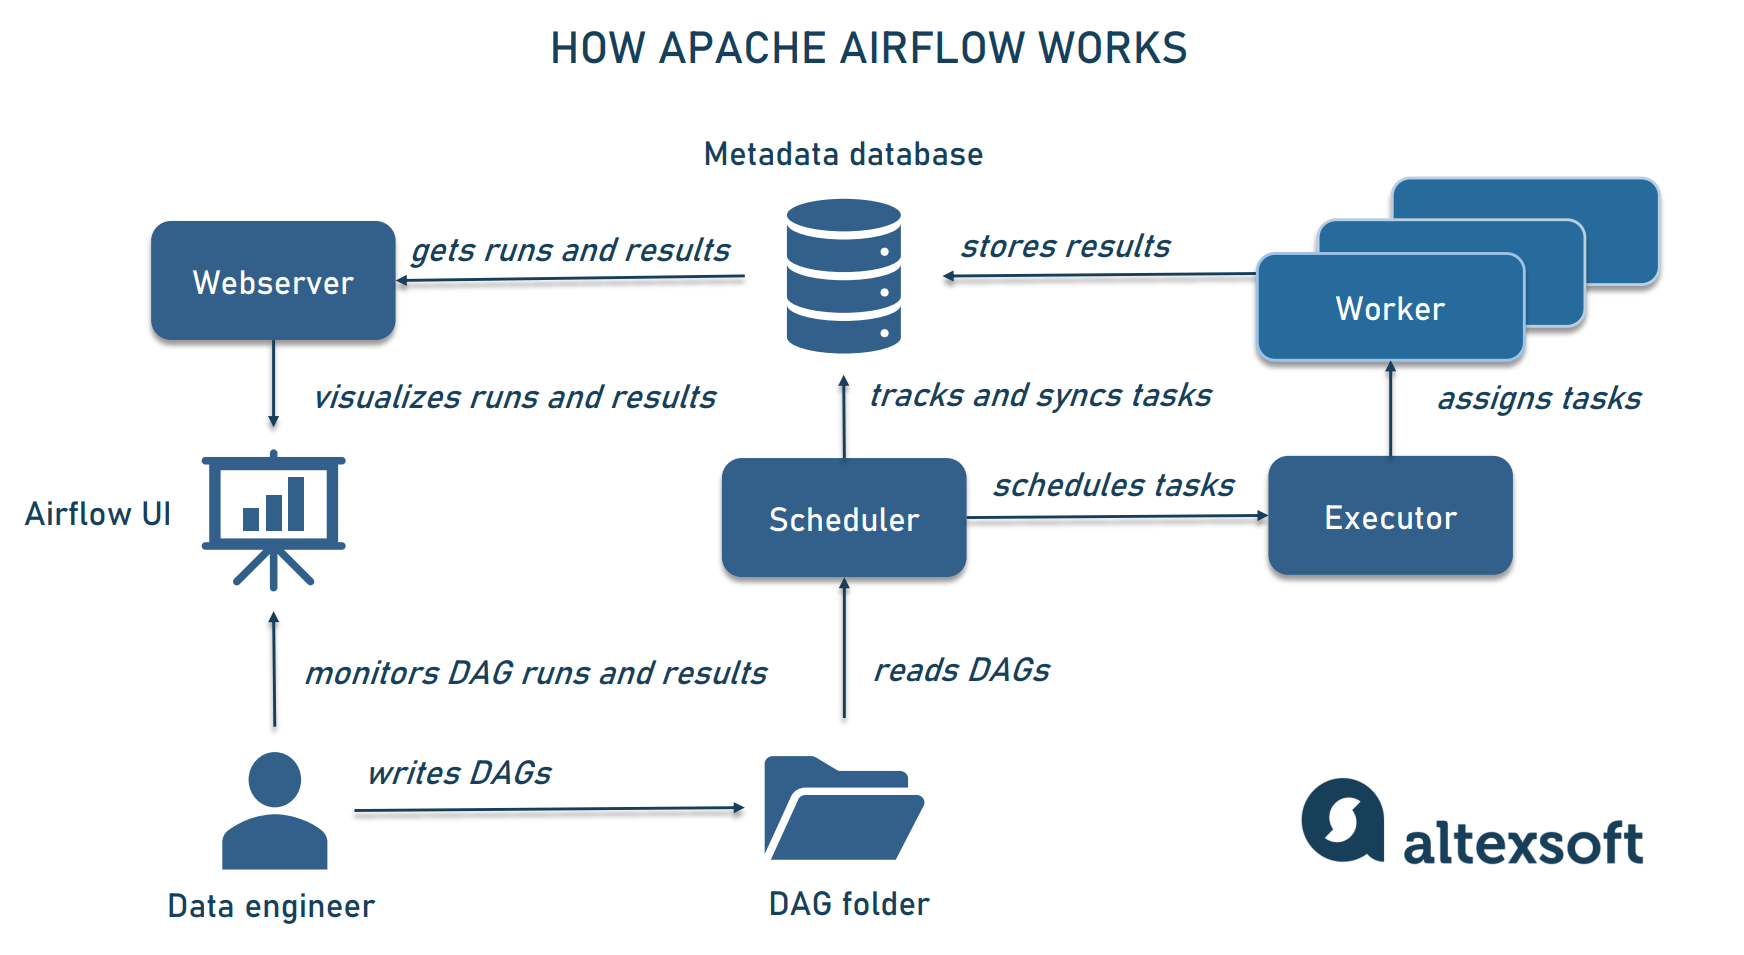 HOW APACHE AIRFLOW WORKS
Metadata database
Webserver
gets runs and results
stores results
Worker
visualizes runs and results
tracks and syncs tasks
assigns tasks
Airflow UI
Scheduler
schedules tasks
Executor
monitors DAG runs and results
reads DAGs
writes DAGs
Data engineer
DAG folder
altexsoft